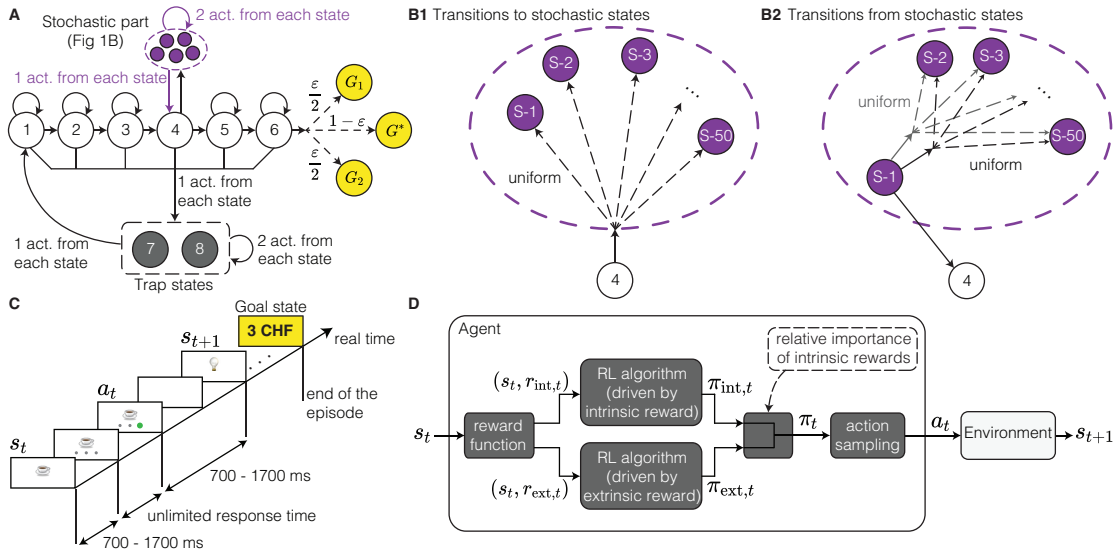 A
2 act. from each state
Stochastic part
(Fig 1B)
1 act. from each state
1
2
3
4
5
6
ε/2
1 − ε
ε/2
G₁
G*
G₂
1 act. from
each state
1 act. from
each state
7
8
2 act. from
each state
Trap states
B1 Transitions to stochastic states
S-1
S-2
S-3
...
S-50
uniform
4
B2 Transitions from stochastic states
S-2
S-3
...
S-50
uniform
S-1
uniform
4
C
Goal state
3 CHF
real time
sₜ₊₁
end of the
episode
aₜ
sₜ
700 - 1700 ms
unlimited response time
700 - 1700 ms
D
Agent
relative importance
of intrinsic rewards
(sₜ, r_int,t)
RL algorithm
(driven by
intrinsic reward)
π_int,t
sₜ
reward
function
πₜ
action
sampling
aₜ
Environment
sₜ₊₁
(sₜ, r_ext,t)
RL algorithm
(driven by
extrinsic reward)
π_ext,t